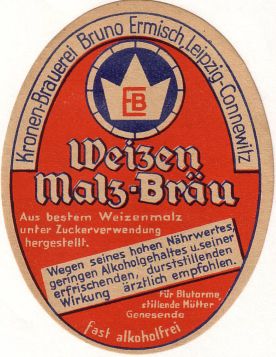 Kronen-Brauerei Bruno Ermisch, Leipzig-Connewitz
EB
Weizen
Malz-Bräu
Aus bestem Weizenmalz
unter Zuckerverwendung
hergestellt.
Wegen seines hohen Nährwertes,
geringen Alkoholgehaltes u. seiner
erfrischenden, durststillenden
Wirkung ärztlich empfohlen.
für Blutarme,
stillende Mütter
Genesende
fast alkoholfrei